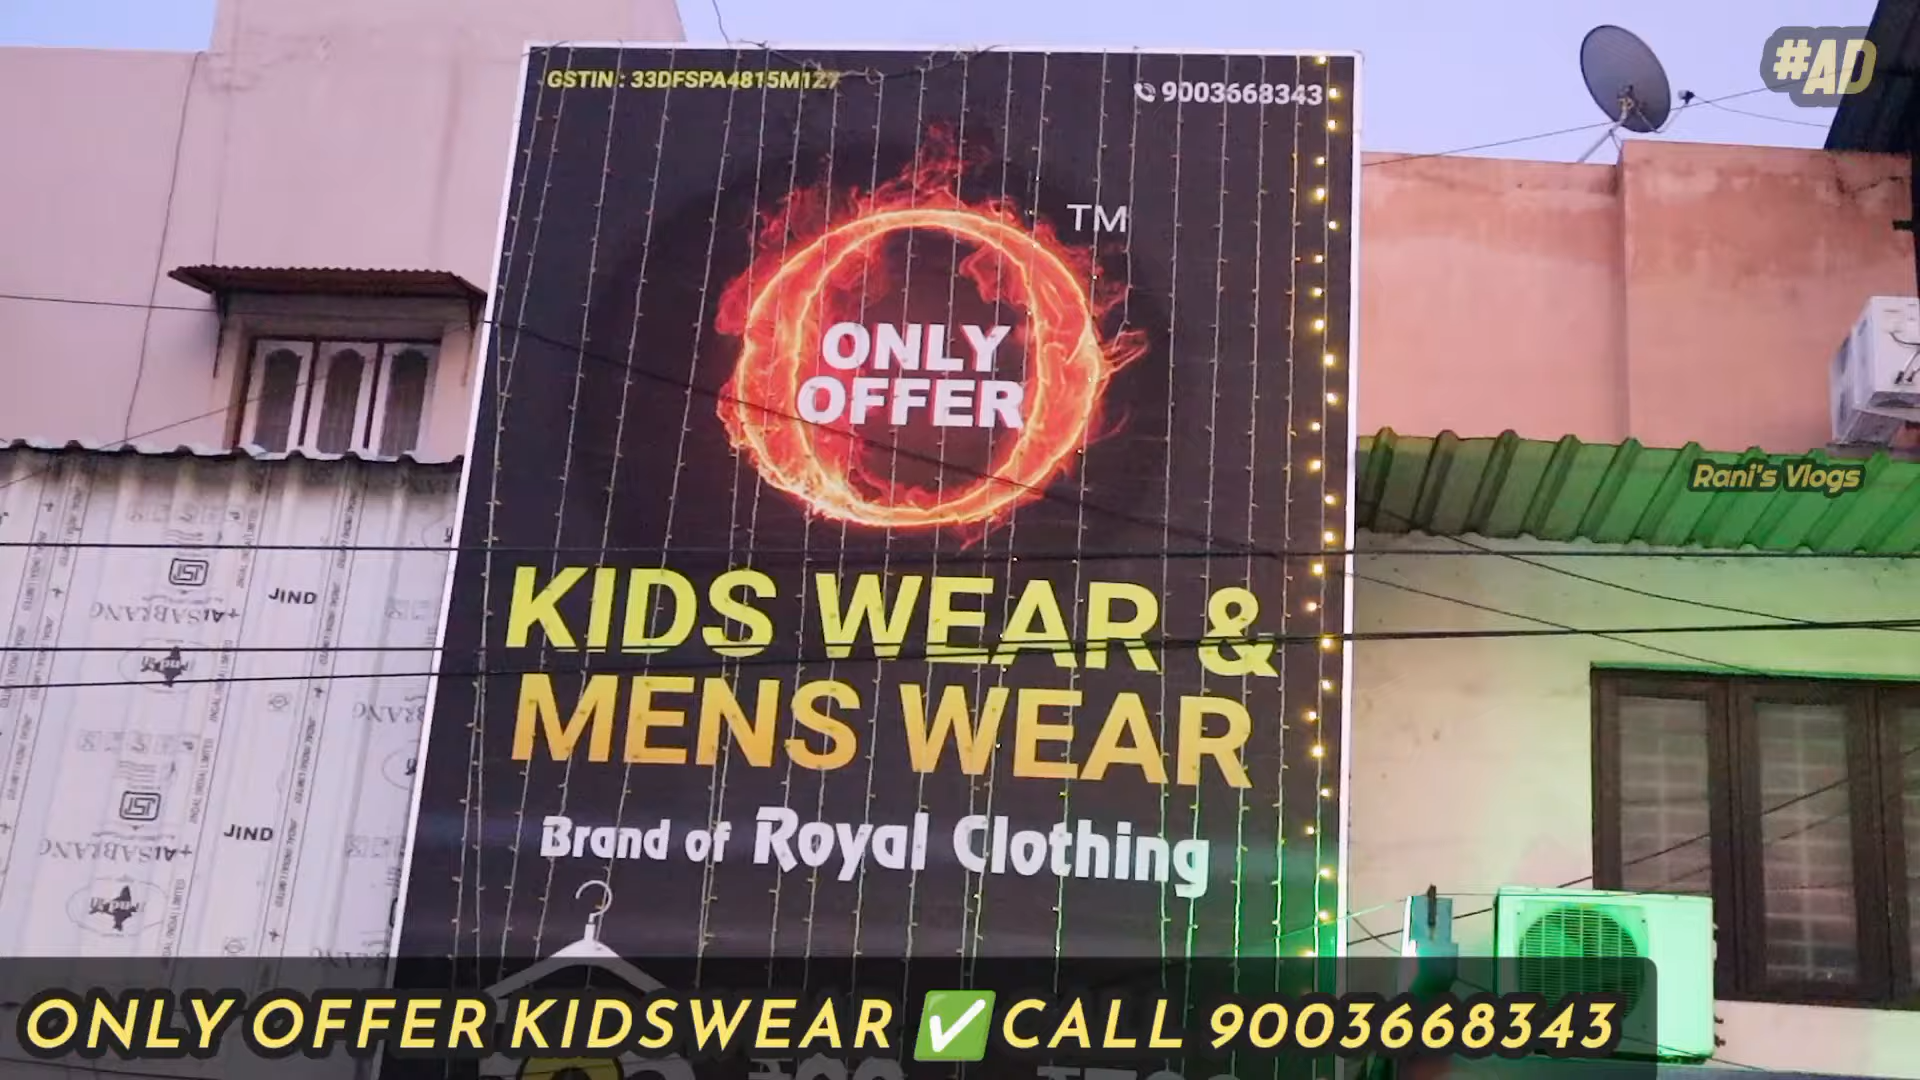 #AD
GSTIN : 33DFSPA4815M1Z7
9003668343
TM
ONLY
OFFER
Rani's Vlogs
KIDS WEAR &
MENS WEAR
Brand of Royal Clothing
JIND
JIND
ONLY OFFER KIDSWEAR ✅ CALL 9003668343